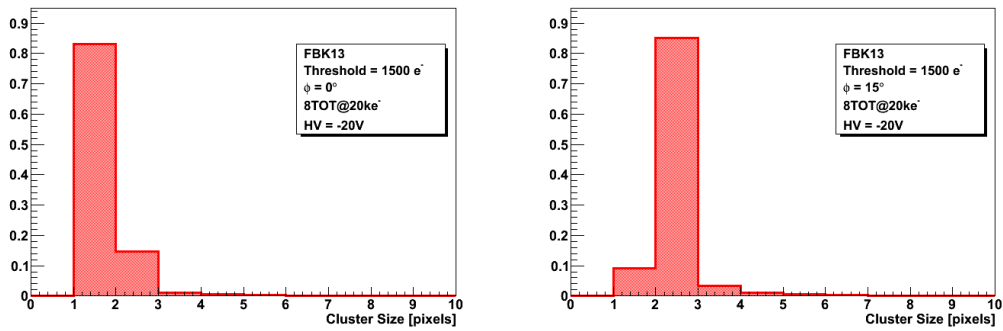 0.9
0.8
0.7
0.6
0.5
0.4
0.3
0.2
0.1
0
FBK13
Threshold = 1500 e-
ϕ = 0°
8TOT@20ke-
HV = -20V
0 1 2 3 4 5 6 7 8 9 10
Cluster Size [pixels]
0.9
0.8
0.7
0.6
0.5
0.4
0.3
0.2
0.1
0
FBK13
Threshold = 1500 e-
ϕ = 15°
8TOT@20ke-
HV = -20V
0 1 2 3 4 5 6 7 8 9 10
Cluster Size [pixels]